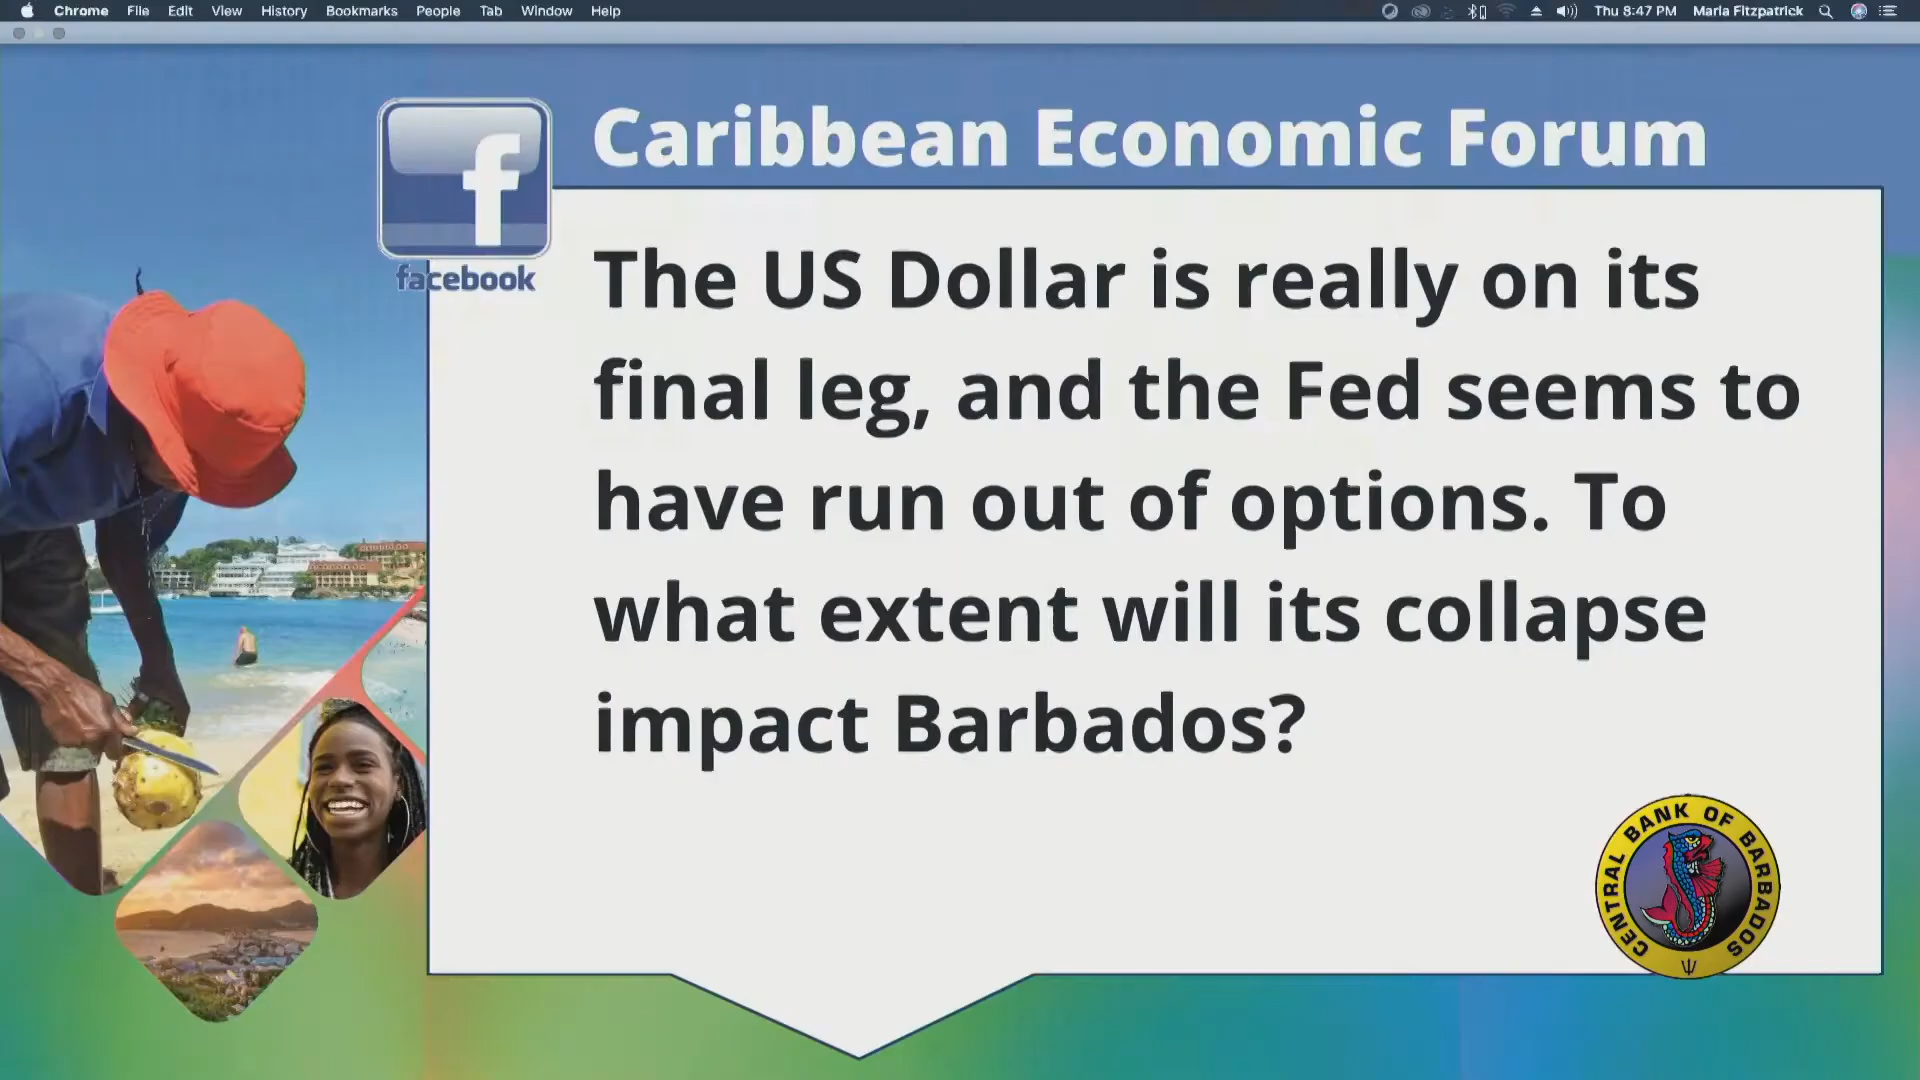 Chrome File Edit View History Bookmarks People Tab Window Help
Thu 8:47 PM Marla Fitzpatrick
f
facebook
Caribbean Economic Forum
The US Dollar is really on its
final leg, and the Fed seems to
have run out of options. To
what extent will its collapse
impact Barbados?
CENTRAL BANK OF BARBADOS